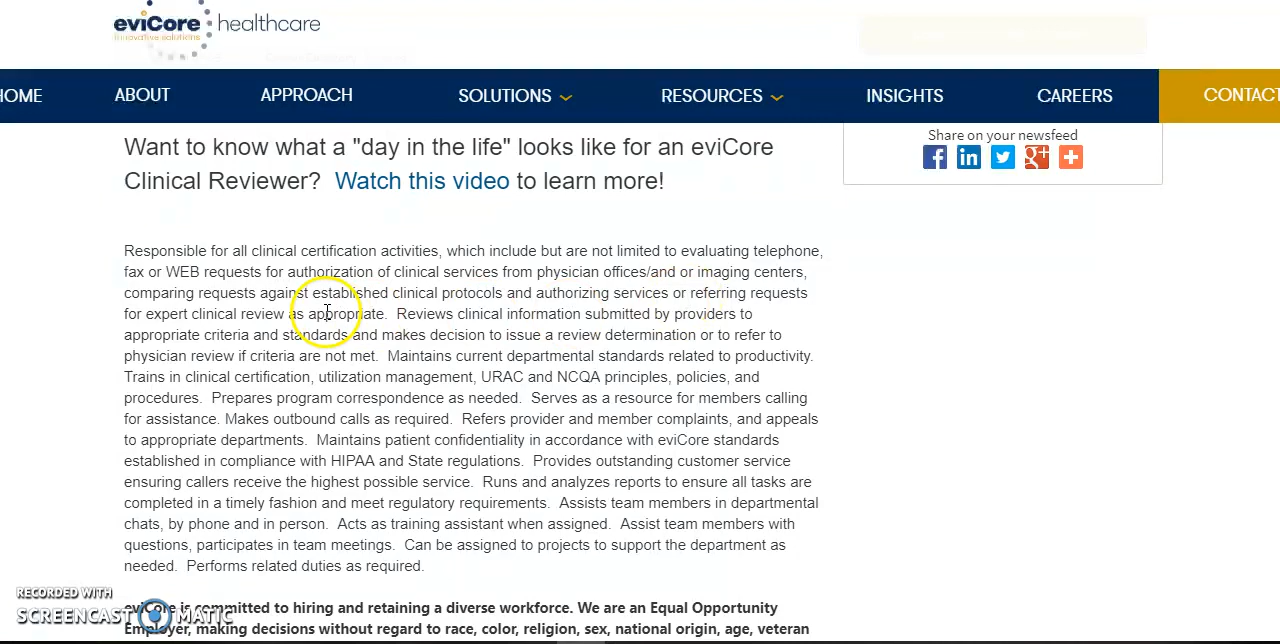 eviCore healthcare
innovative solutions
HOME ABOUT APPROACH SOLUTIONS RESOURCES INSIGHTS CAREERS CONTACT
Share on your newsfeed
Want to know what a "day in the life" looks like for an eviCore
Clinical Reviewer? Watch this video to learn more!
Responsible for all clinical certification activities, which include but are not limited to evaluating telephone,
fax or WEB requests for authorization of clinical services from physician offices/and or imaging centers,
comparing requests against established clinical protocols and authorizing services or referring requests
for expert clinical review as appropriate. Reviews clinical information submitted by providers to
appropriate criteria and standards and makes decision to issue a review determination or to refer to
physician review if criteria are not met. Maintains current departmental standards related to productivity.
Trains in clinical certification, utilization management, URAC and NCQA principles, policies, and
procedures. Prepares program correspondence as needed. Serves as a resource for members calling
for assistance. Makes outbound calls as required. Refers provider and member complaints, and appeals
to appropriate departments. Maintains patient confidentiality in accordance with eviCore standards
established in compliance with HIPAA and State regulations. Provides outstanding customer service
ensuring callers receive the highest possible service. Runs and analyzes reports to ensure all tasks are
completed in a timely fashion and meet regulatory requirements. Assists team members in departmental
chats, by phone and in person. Acts as training assistant when assigned. Assist team members with
questions, participates in team meetings. Can be assigned to projects to support the department as
needed. Performs related duties as required.
eviCore is committed to hiring and retaining a diverse workforce. We are an Equal Opportunity
Employer, making decisions without regard to race, color, religion, sex, national origin, age, veteran
RECORDED WITH
SCREENCAST MATIC